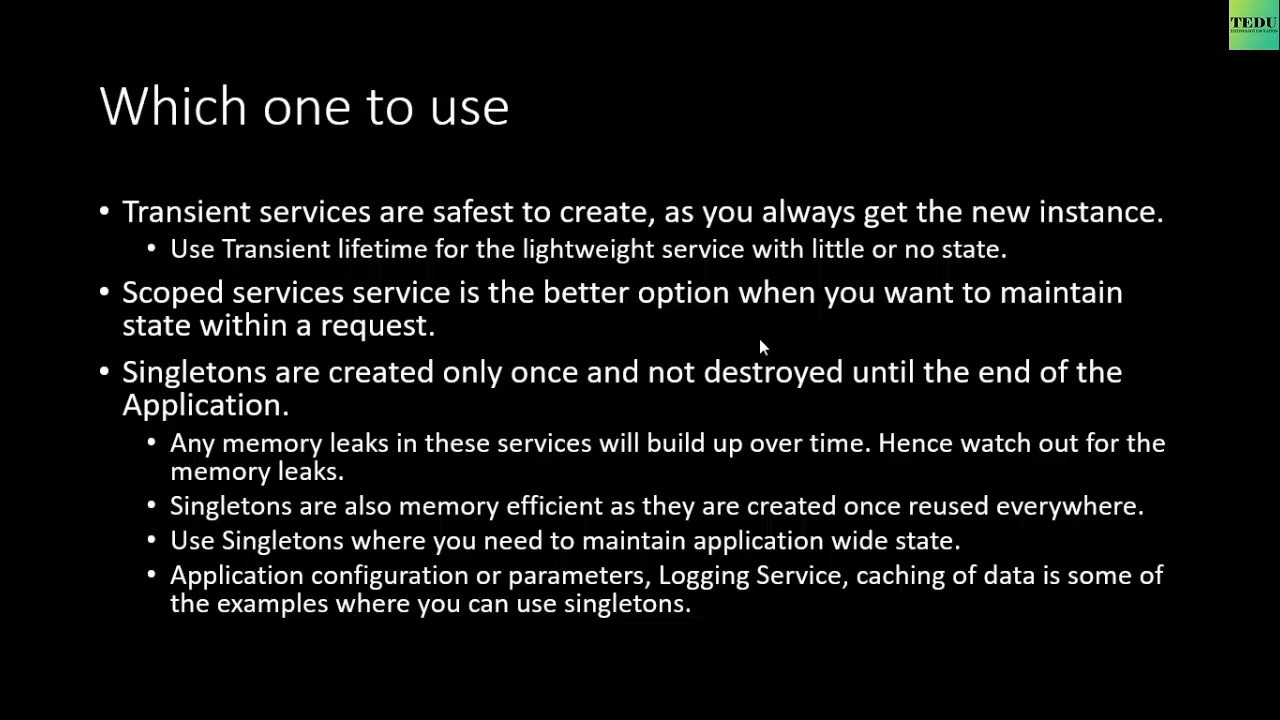 TEDU
TECHNOLOGY EDUCATION
Which one to use
• Transient services are safest to create, as you always get the new instance.
• Use Transient lifetime for the lightweight service with little or no state.
• Scoped services service is the better option when you want to maintain
state within a request.
• Singletons are created only once and not destroyed until the end of the
Application.
• Any memory leaks in these services will build up over time. Hence watch out for the
memory leaks.
• Singletons are also memory efficient as they are created once reused everywhere.
• Use Singletons where you need to maintain application wide state.
• Application configuration or parameters, Logging Service, caching of data is some of
the examples where you can use singletons.